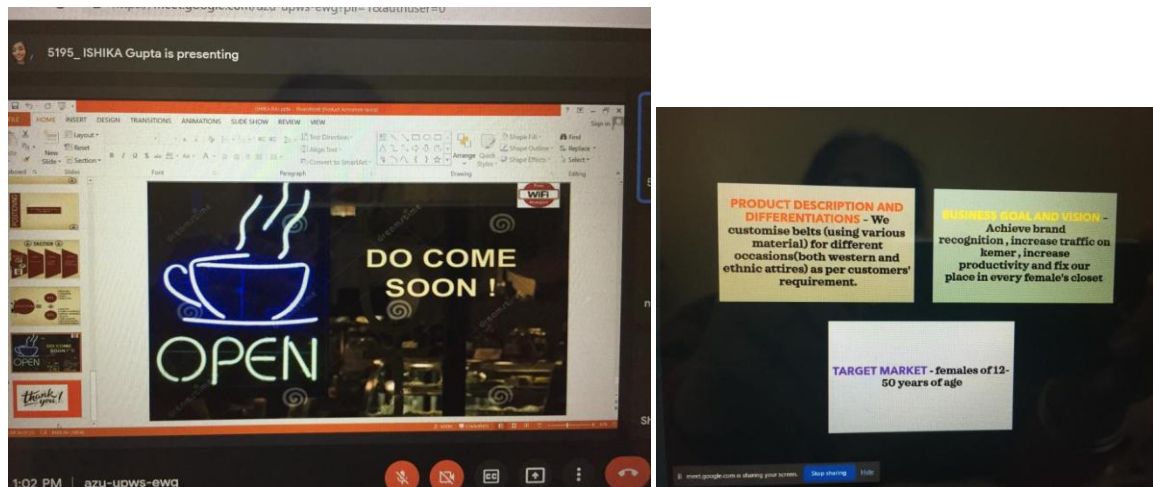 5195_ ISHIKA Gupta is presenting
HOME INSERT DESIGN TRANSITIONS ANIMATIONS SLIDE SHOW REVIEW VIEW
Sign in
Layout
Reset
New
Slide
Section
Text Direction
Align Text
Convert to SmartArt
Arrange
Quick
Styles
Shape Fill
Shape Outline
Shape Effects
Find
Replace
Select
Slides
Font
Paragraph
Drawing
Editing
WiFi
DO COME
SOON !
OPEN
thank
you!
1:02 PM | azu-upws-ewg
PRODUCT DESCRIPTION AND
DIFFERENTIATIONS - We
customise belts (using various
material) for different
occasions(both western and
ethnic attires) as per customers'
requirement.
BUSINESS GOAL AND VISION -
Achieve brand
recognition , increase traffic on
kemer , increase
productivity and fix our
place in every female's closet
TARGET MARKET - females of 12-
50 years of age
meet.google.com is sharing your screen. Stop sharing Hide